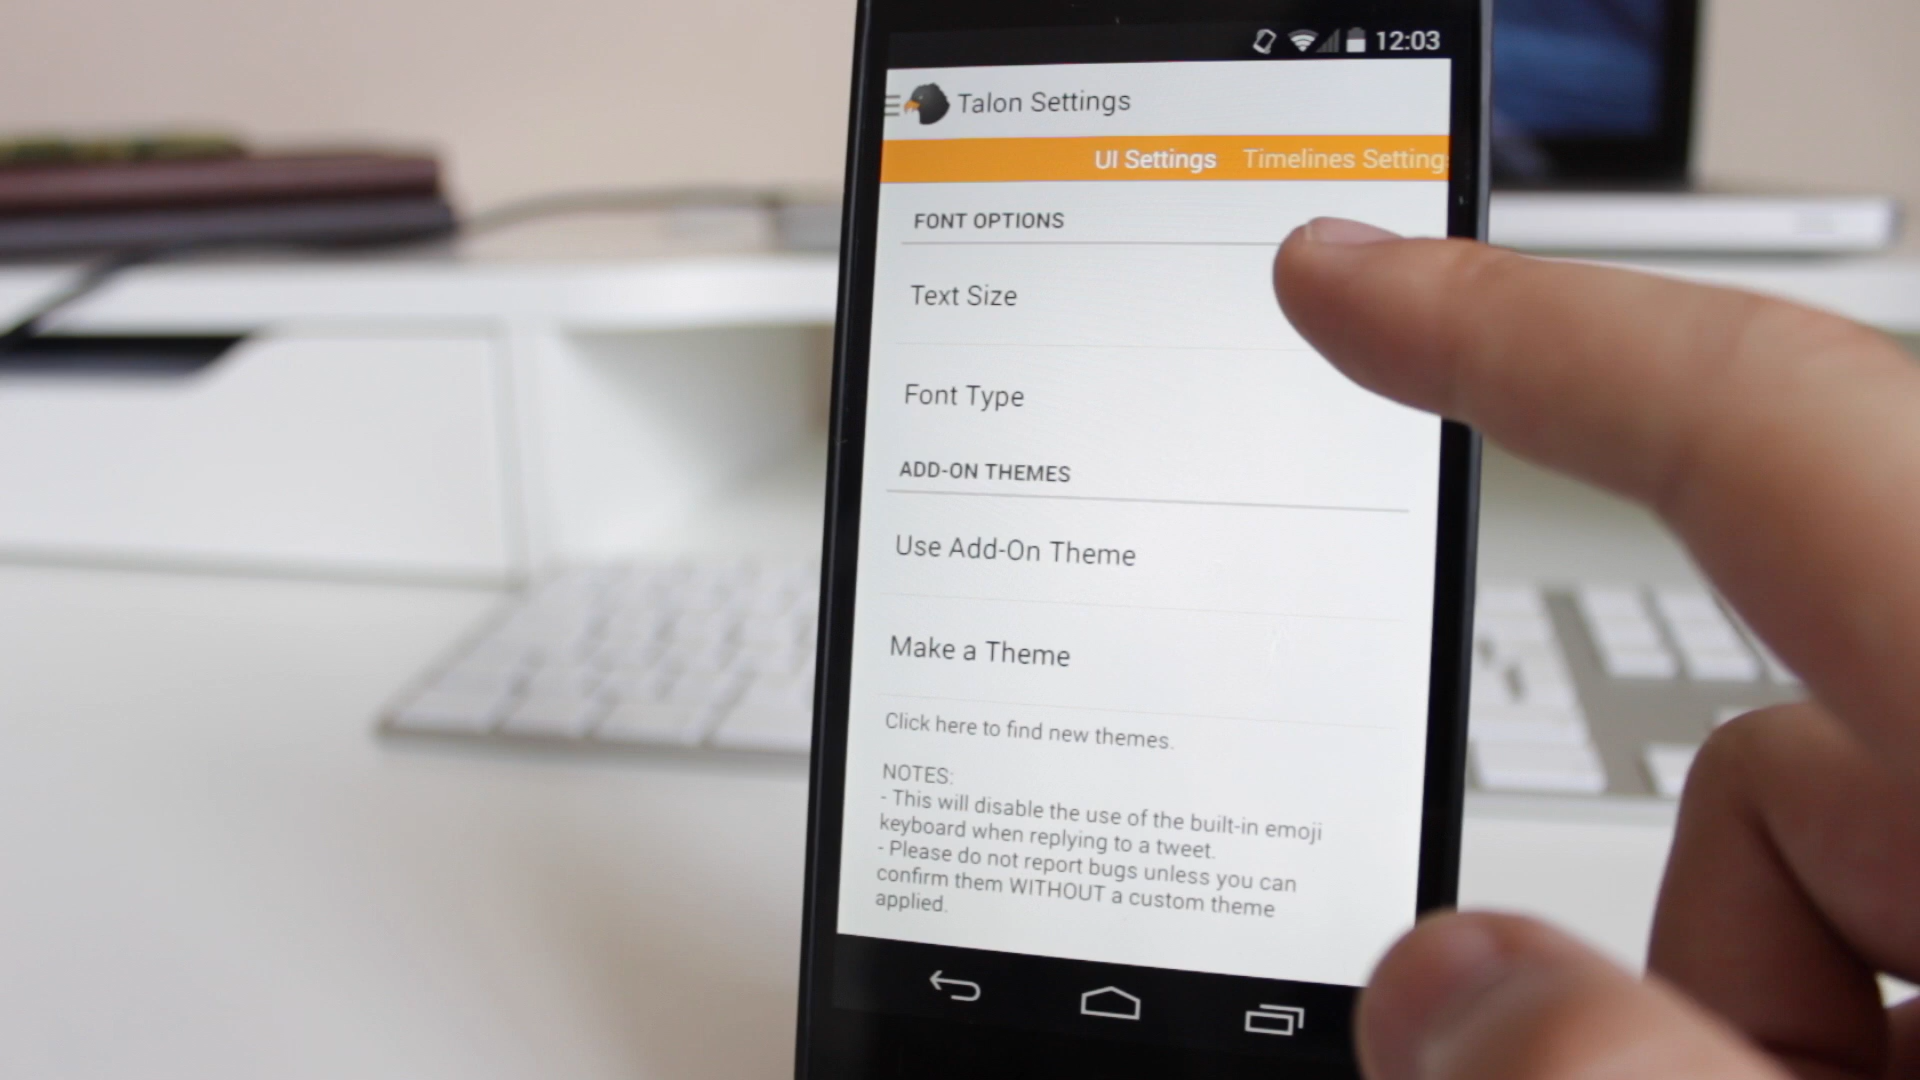 12:03
Talon Settings
UI Settings Timelines Setting
FONT OPTIONS
Text Size
Font Type
ADD-ON THEMES
Use Add-On Theme
Make a Theme
Click here to find new themes.
NOTES:
- This will disable the use of the built-in emoji
keyboard when replying to a tweet.
- Please do not report bugs unless you can
confirm them WITHOUT a custom theme
applied.